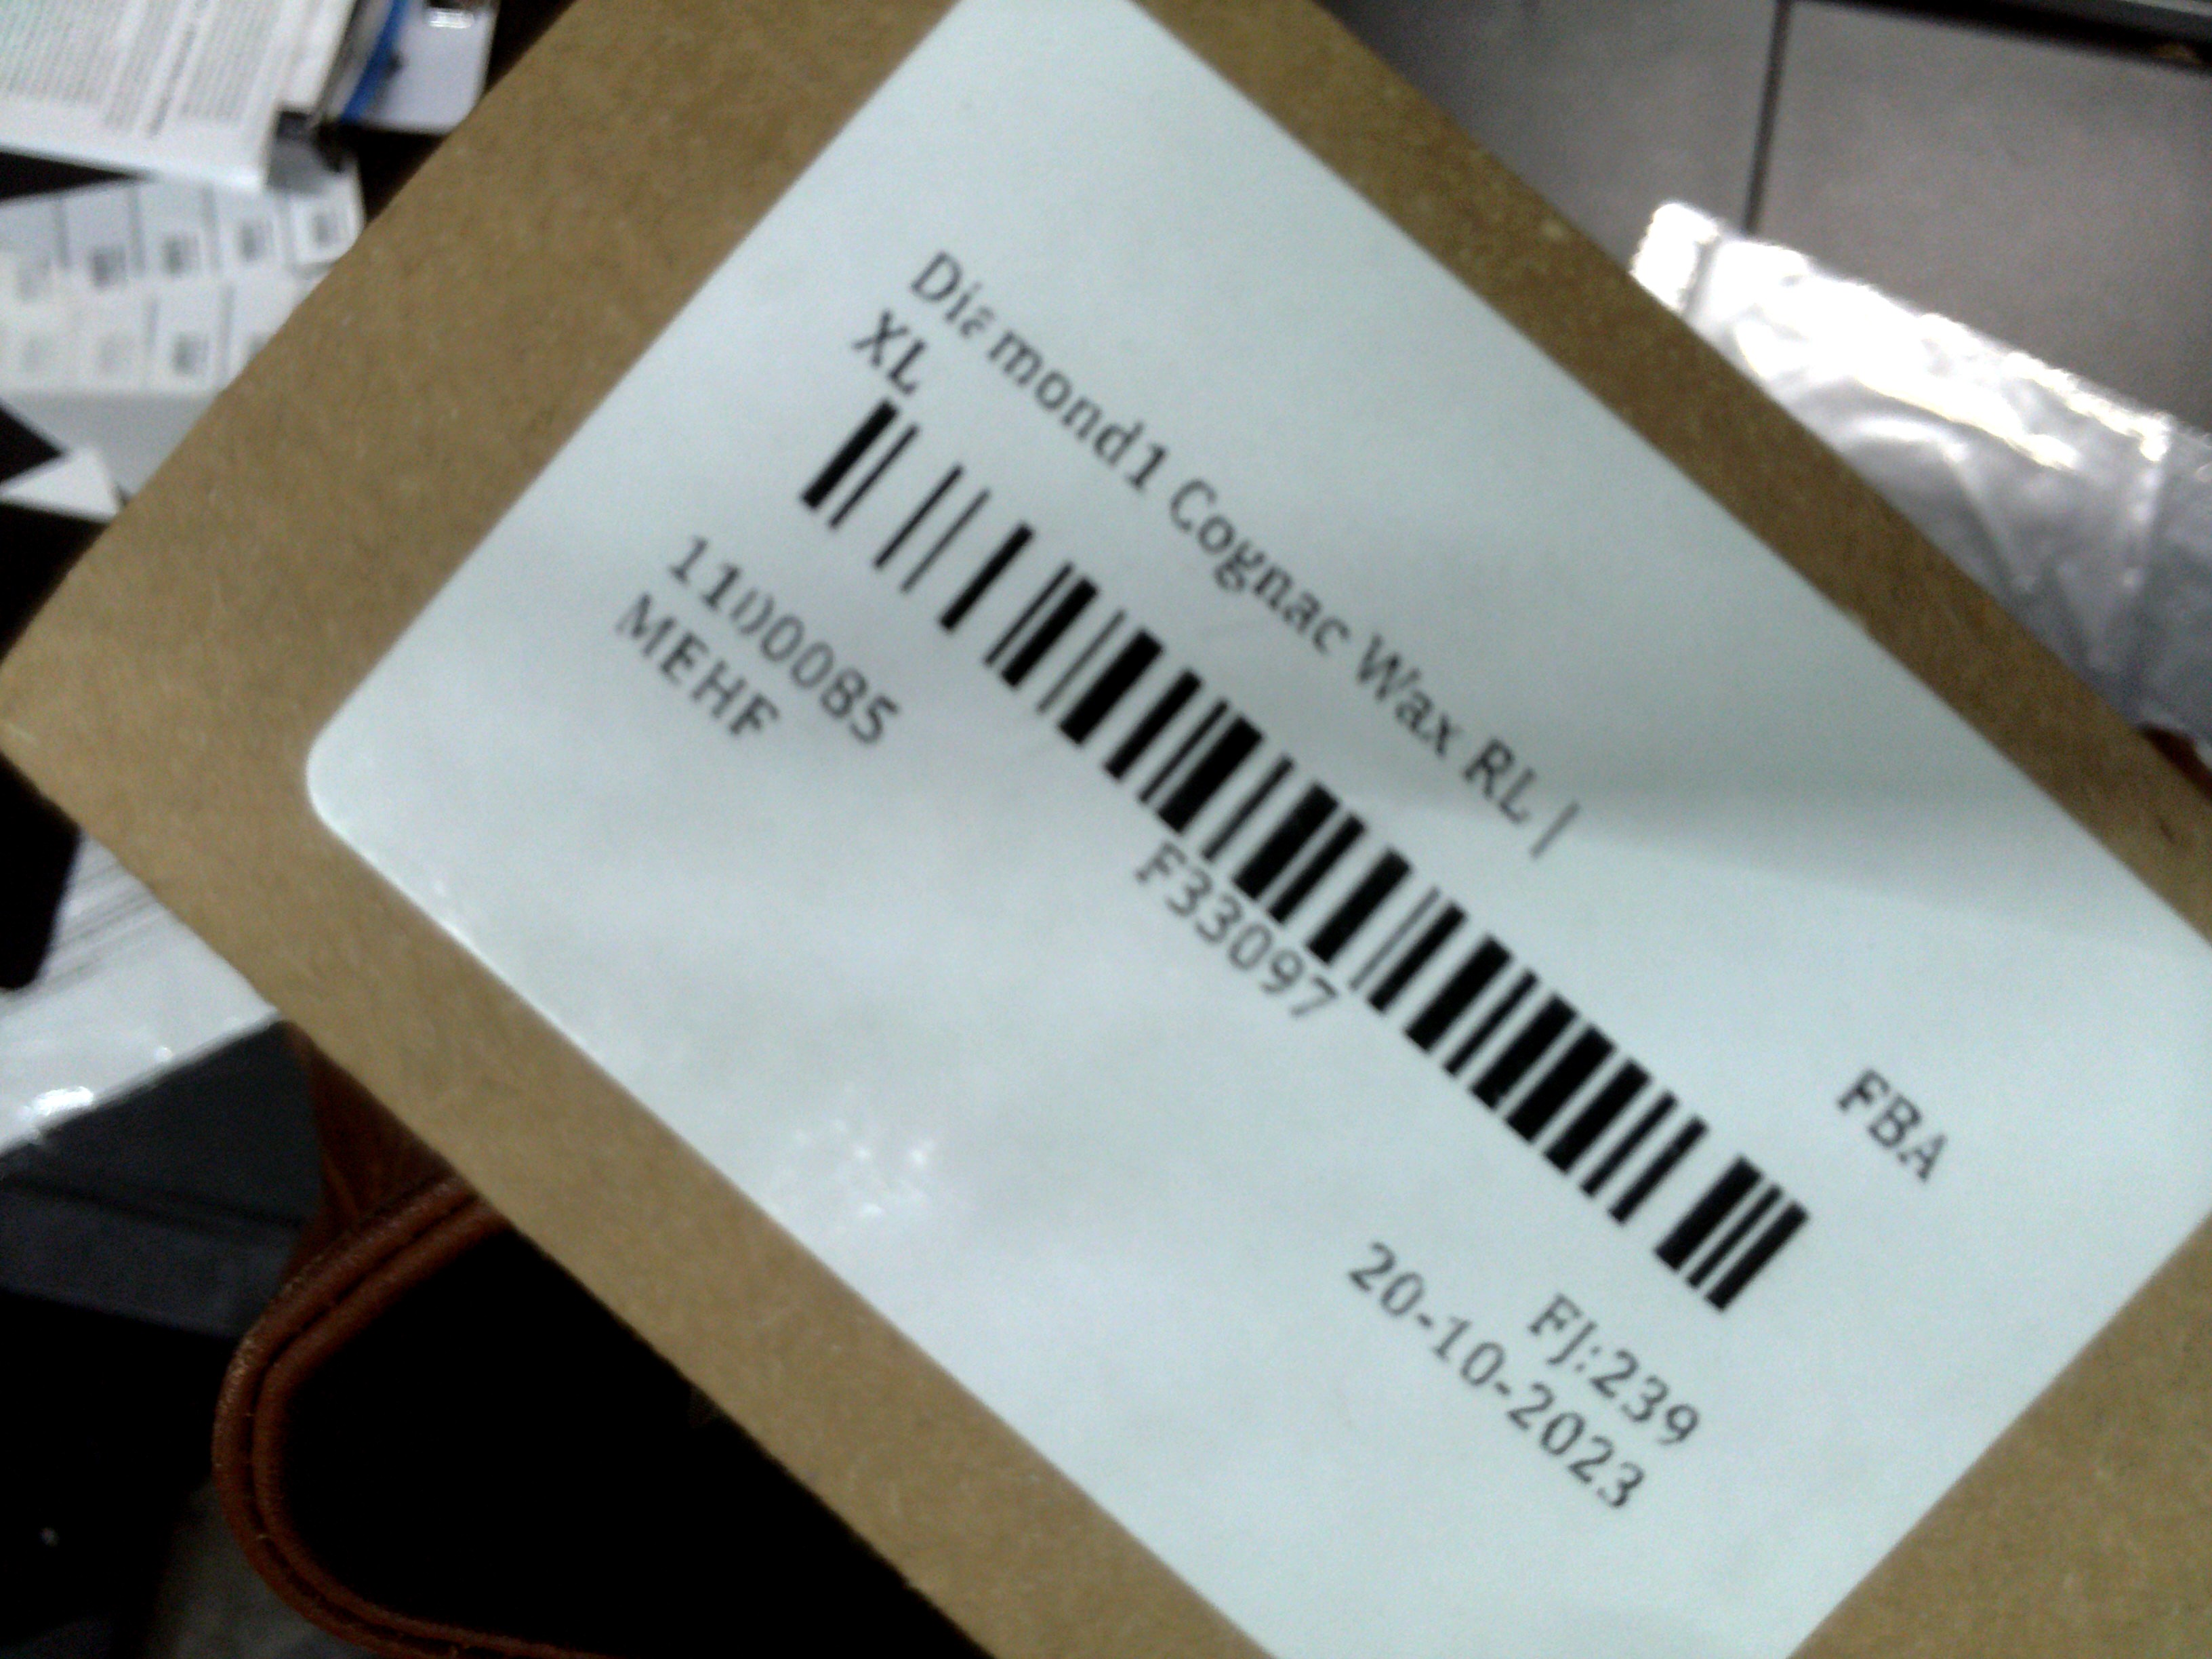 Diamond1 Cognac Wax RL |
XL
FBA
F33097
1100085
MEHF
FJ:239
20-10-2023